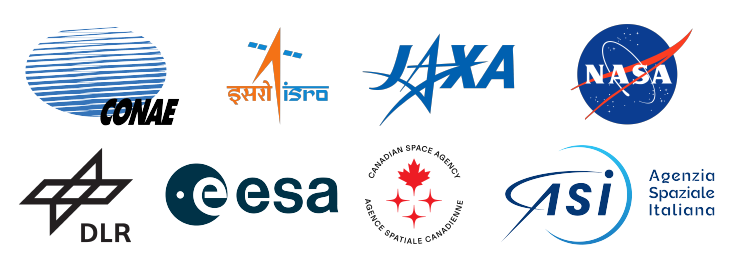 CONAE
इसरो isro
JAXA
NASA
DLR
esa
CANADIAN SPACE AGENCY
AGENCE SPATIALE CANADIENNE
asi
Agenzia
Spaziale
Italiana